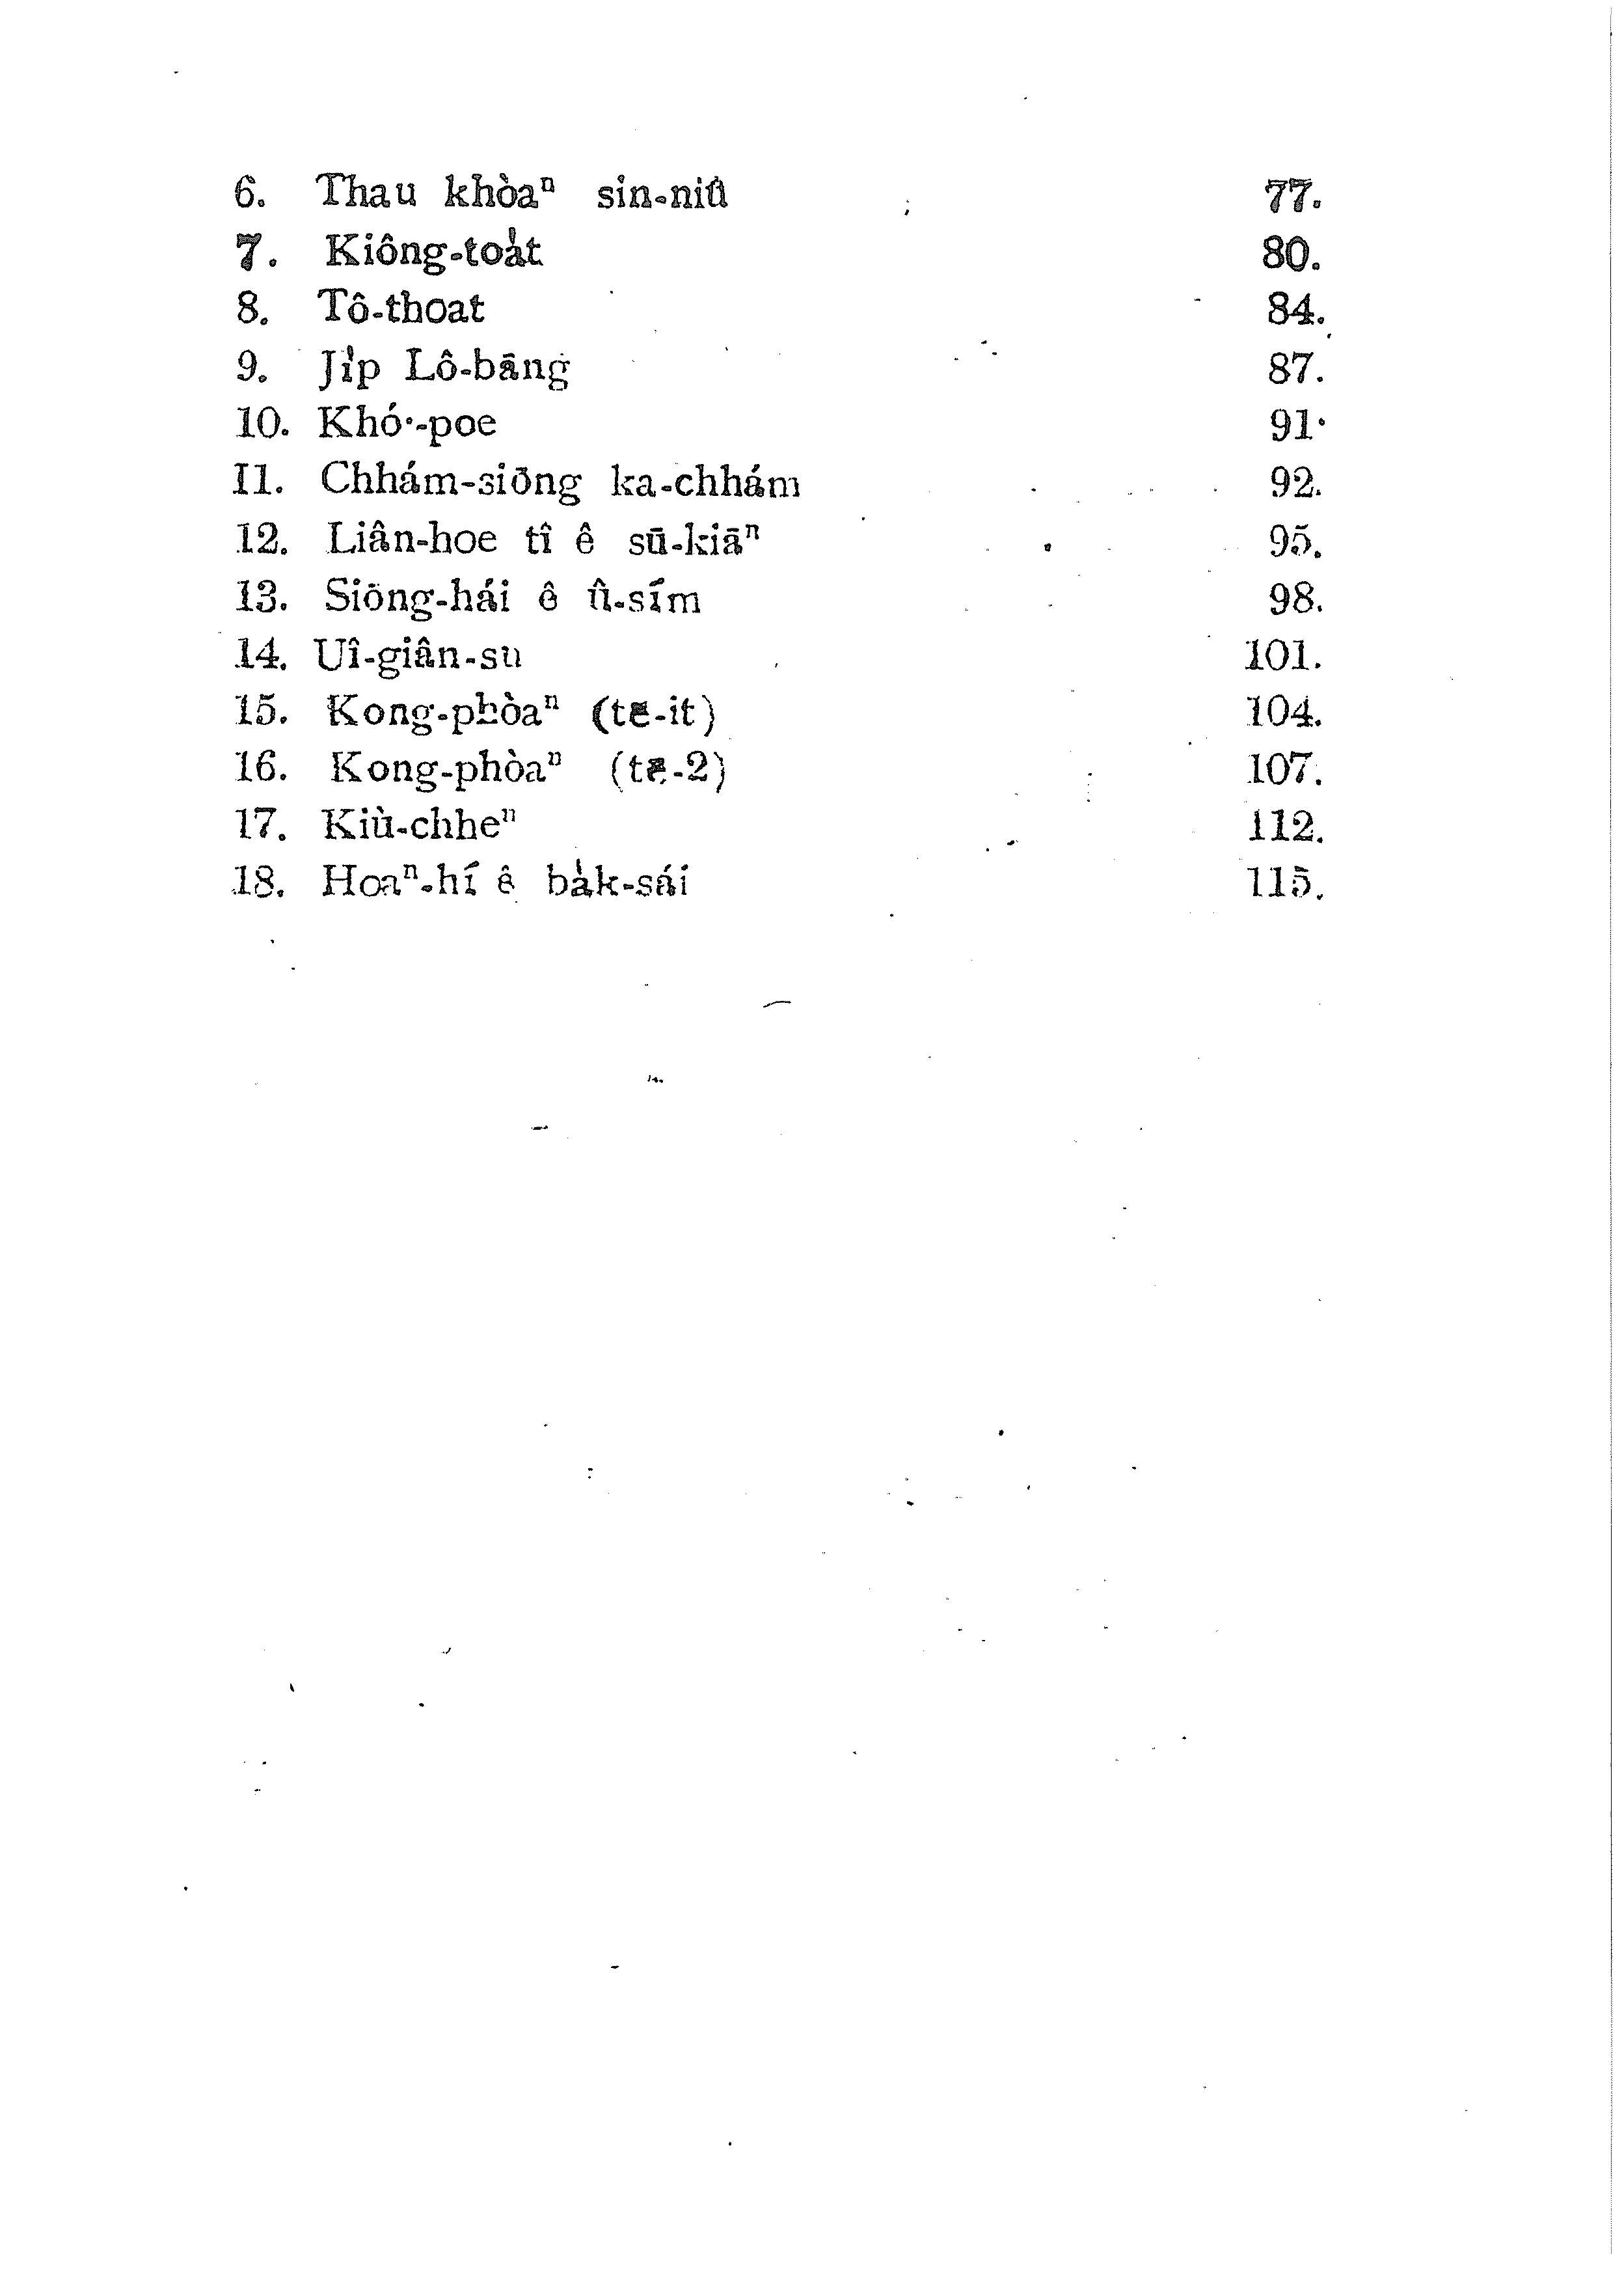 6. Thau khòaⁿ sin-niû 77.
7. Kiông-toa̍t 80.
8. Tô-thoat 84.
9. Ji̍p Lô-bāng 87.
10. Khó͘-poe 91.
11. Chhám-siōng ka-chhám 92.
12. Liân-hoe tî ê sū-kiāⁿ 95.
13. Siōng-hái ê û-sím 98.
14. Uî-giân-su 101.
15. Kong-phòaⁿ (tē-it) 104.
16. Kong-phòaⁿ (tē-2) 107.
17. Kiù-chheⁿ 112.
18. Hoaⁿ-hí ê ba̍k-sái 115.